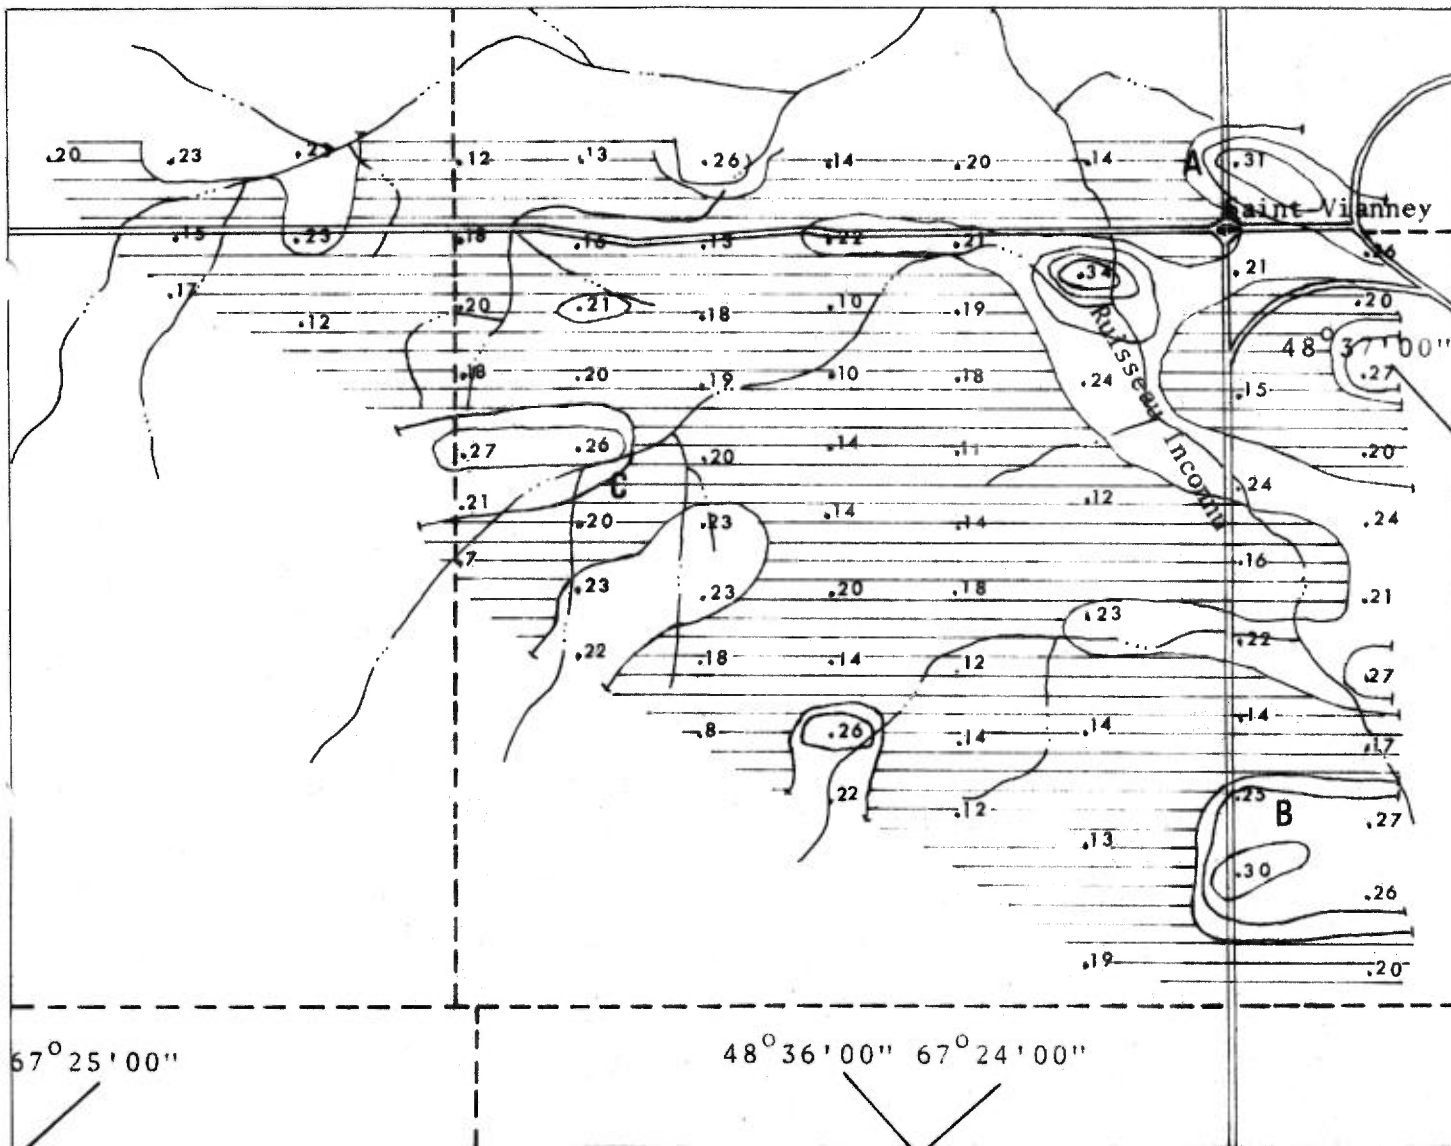 .20 .23 .23 .12 .13 .26 .14 .20 .14 A .31
Saint-Vianney
.15 .23 .18 .16 .13 .22 .21 .26
.34 .21
.17 .12 .20 .21 .18 .10 .19 .20
48°37'00"
.18 .20 .19 .10 .18 .24 .15 .27
Ruisseau Inconnu
.27 .26 .20 .14 .11 .20
C
.21 .20 .23 .14 .14 .12 .24 .24
.7 .16
.23 .23 .20 .18 .23 .21
.22 .18 .14 .12 .22 .27
.8 .26 .14 .14 .14 .17
.22 .12 .25 B .27
.13 .30 .26
.19 .20
67°25'00" 48°36'00" 67°24'00"